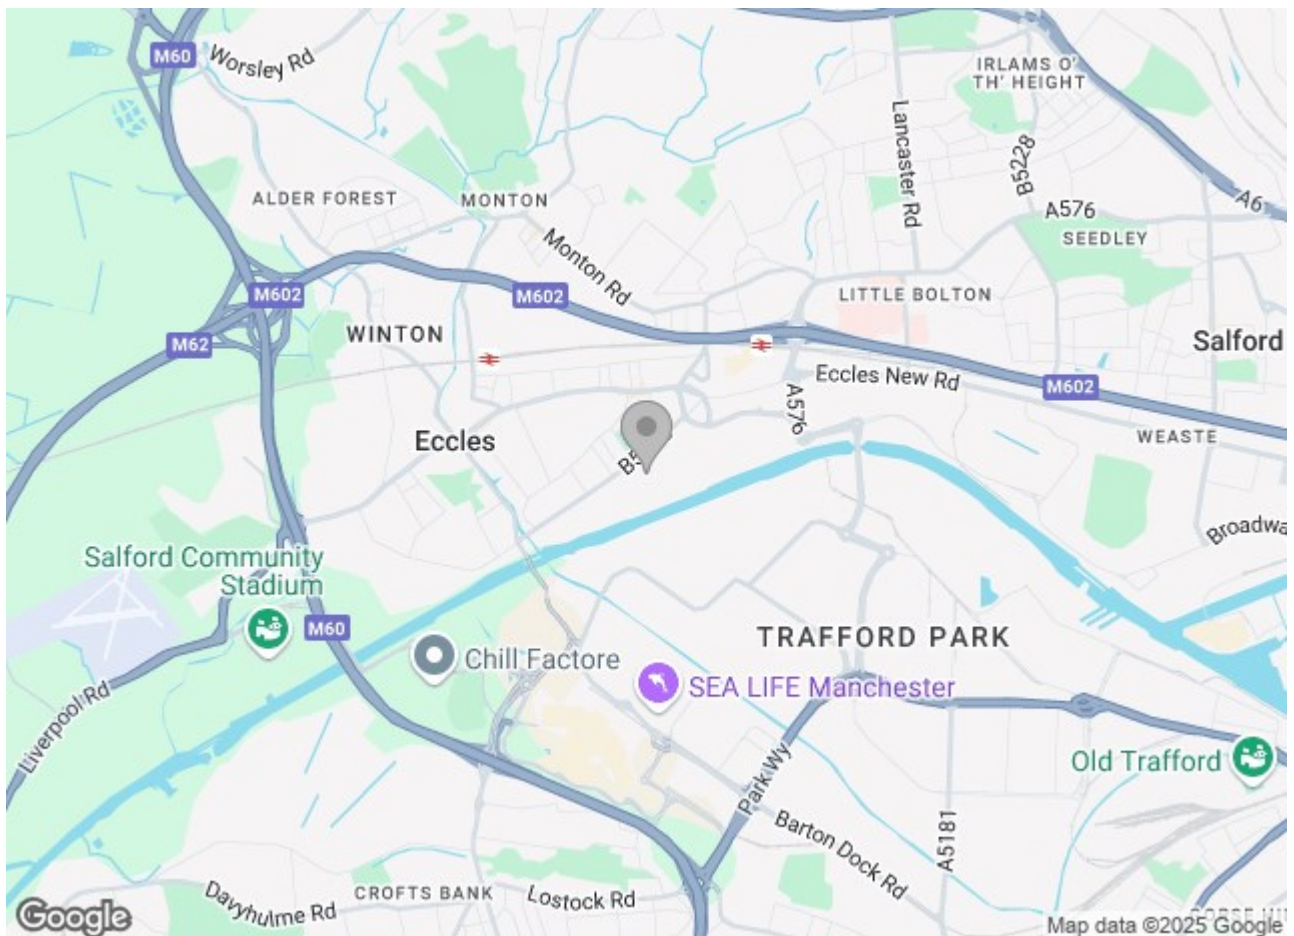 M60
Worsley Rd
IRLAMS O'
TH' HEIGHT
Lancaster Rd
B5228
A6
ALDER FOREST
MONTON
A576
SEEDLEY
Monton Rd
M602
M602
LITTLE BOLTON
WINTON
M62
Salford
Eccles New Rd
M602
A576
Eccles
WEASTE
Broadwa
Salford Community
Stadium
M60
TRAFFORD PARK
Chill Factore
SEA LIFE Manchester
Liverpool Rd
Old Trafford
Park Wy
Barton Dock Rd
A5181
Davyhulme Rd
CROFTS BANK
Lostock Rd
Google
Map data ©2025 Google